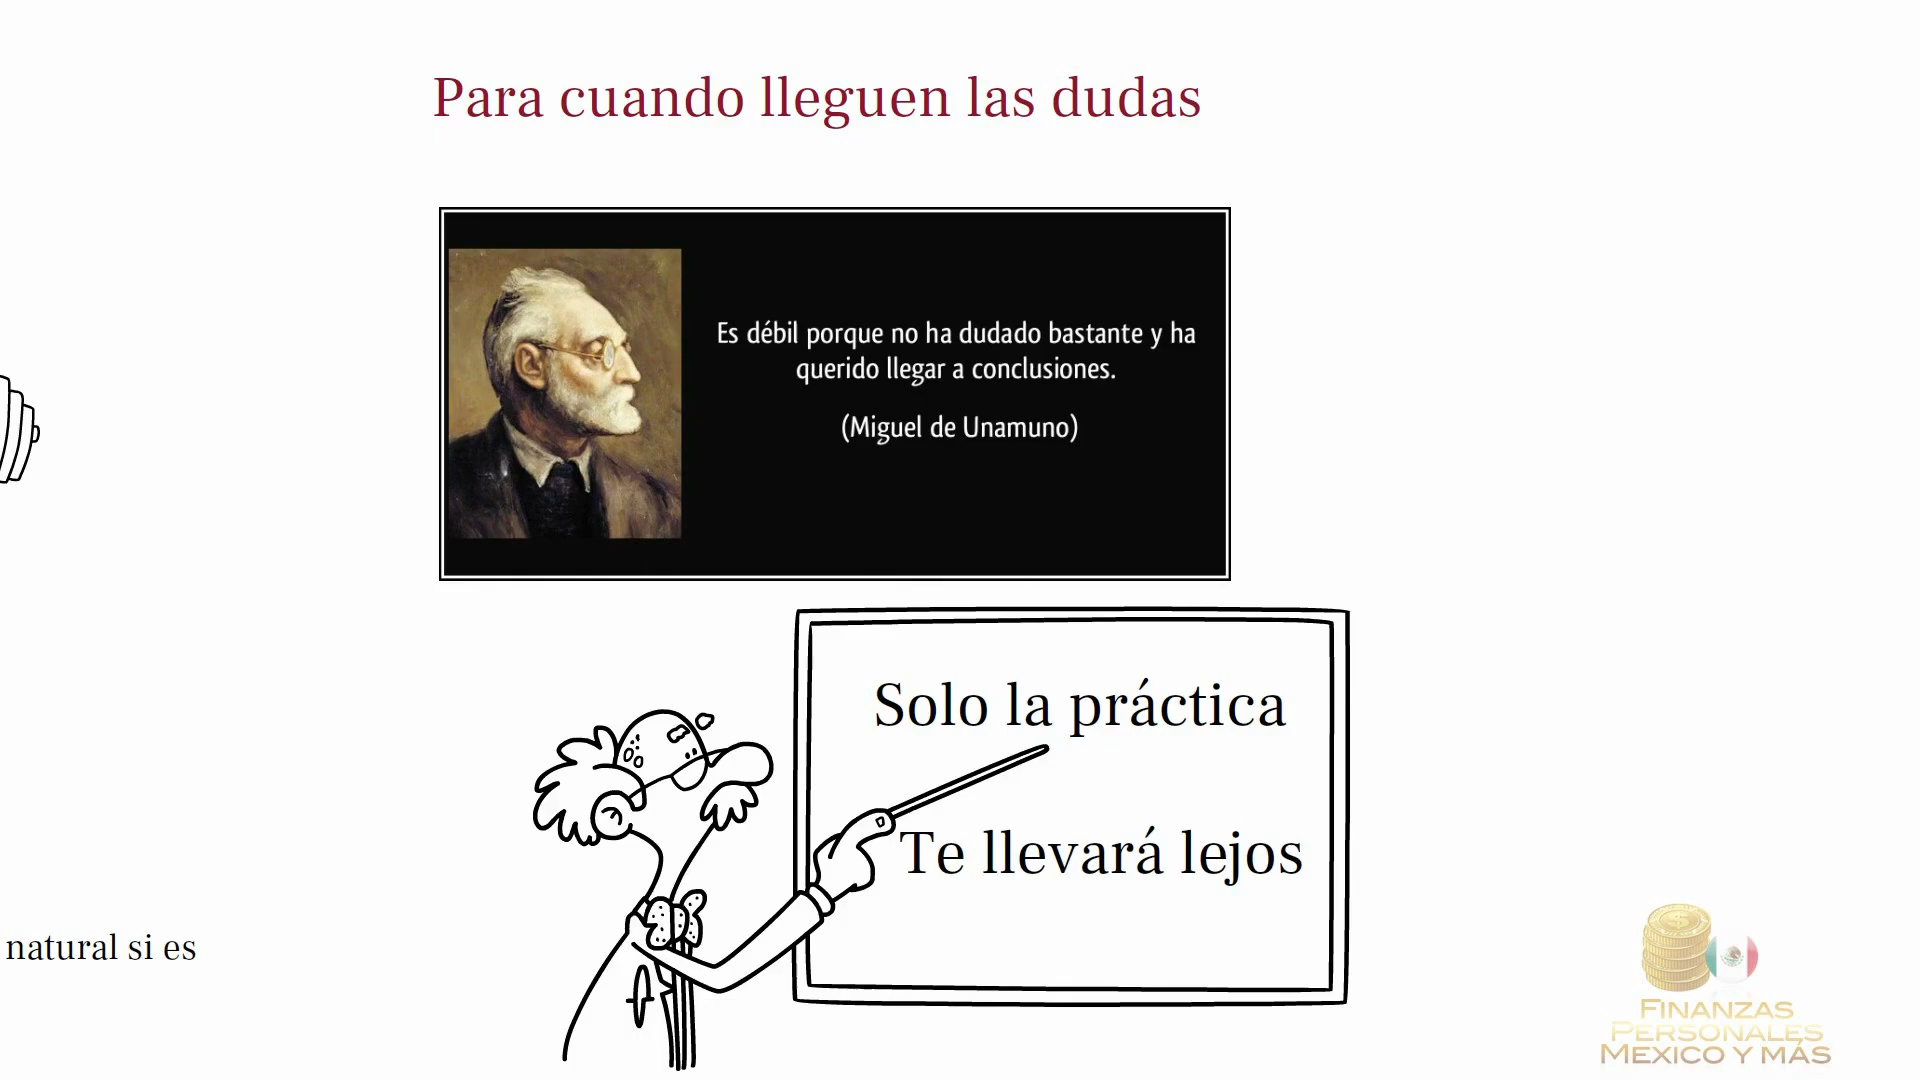 Para cuando lleguen las dudas
Es débil porque no ha dudado bastante y ha
querido llegar a conclusiones.
(Miguel de Unamuno)
Solo la práctica
Te llevará lejos
natural si es
FINANZAS
PERSONALES
MEXICO Y MÁS